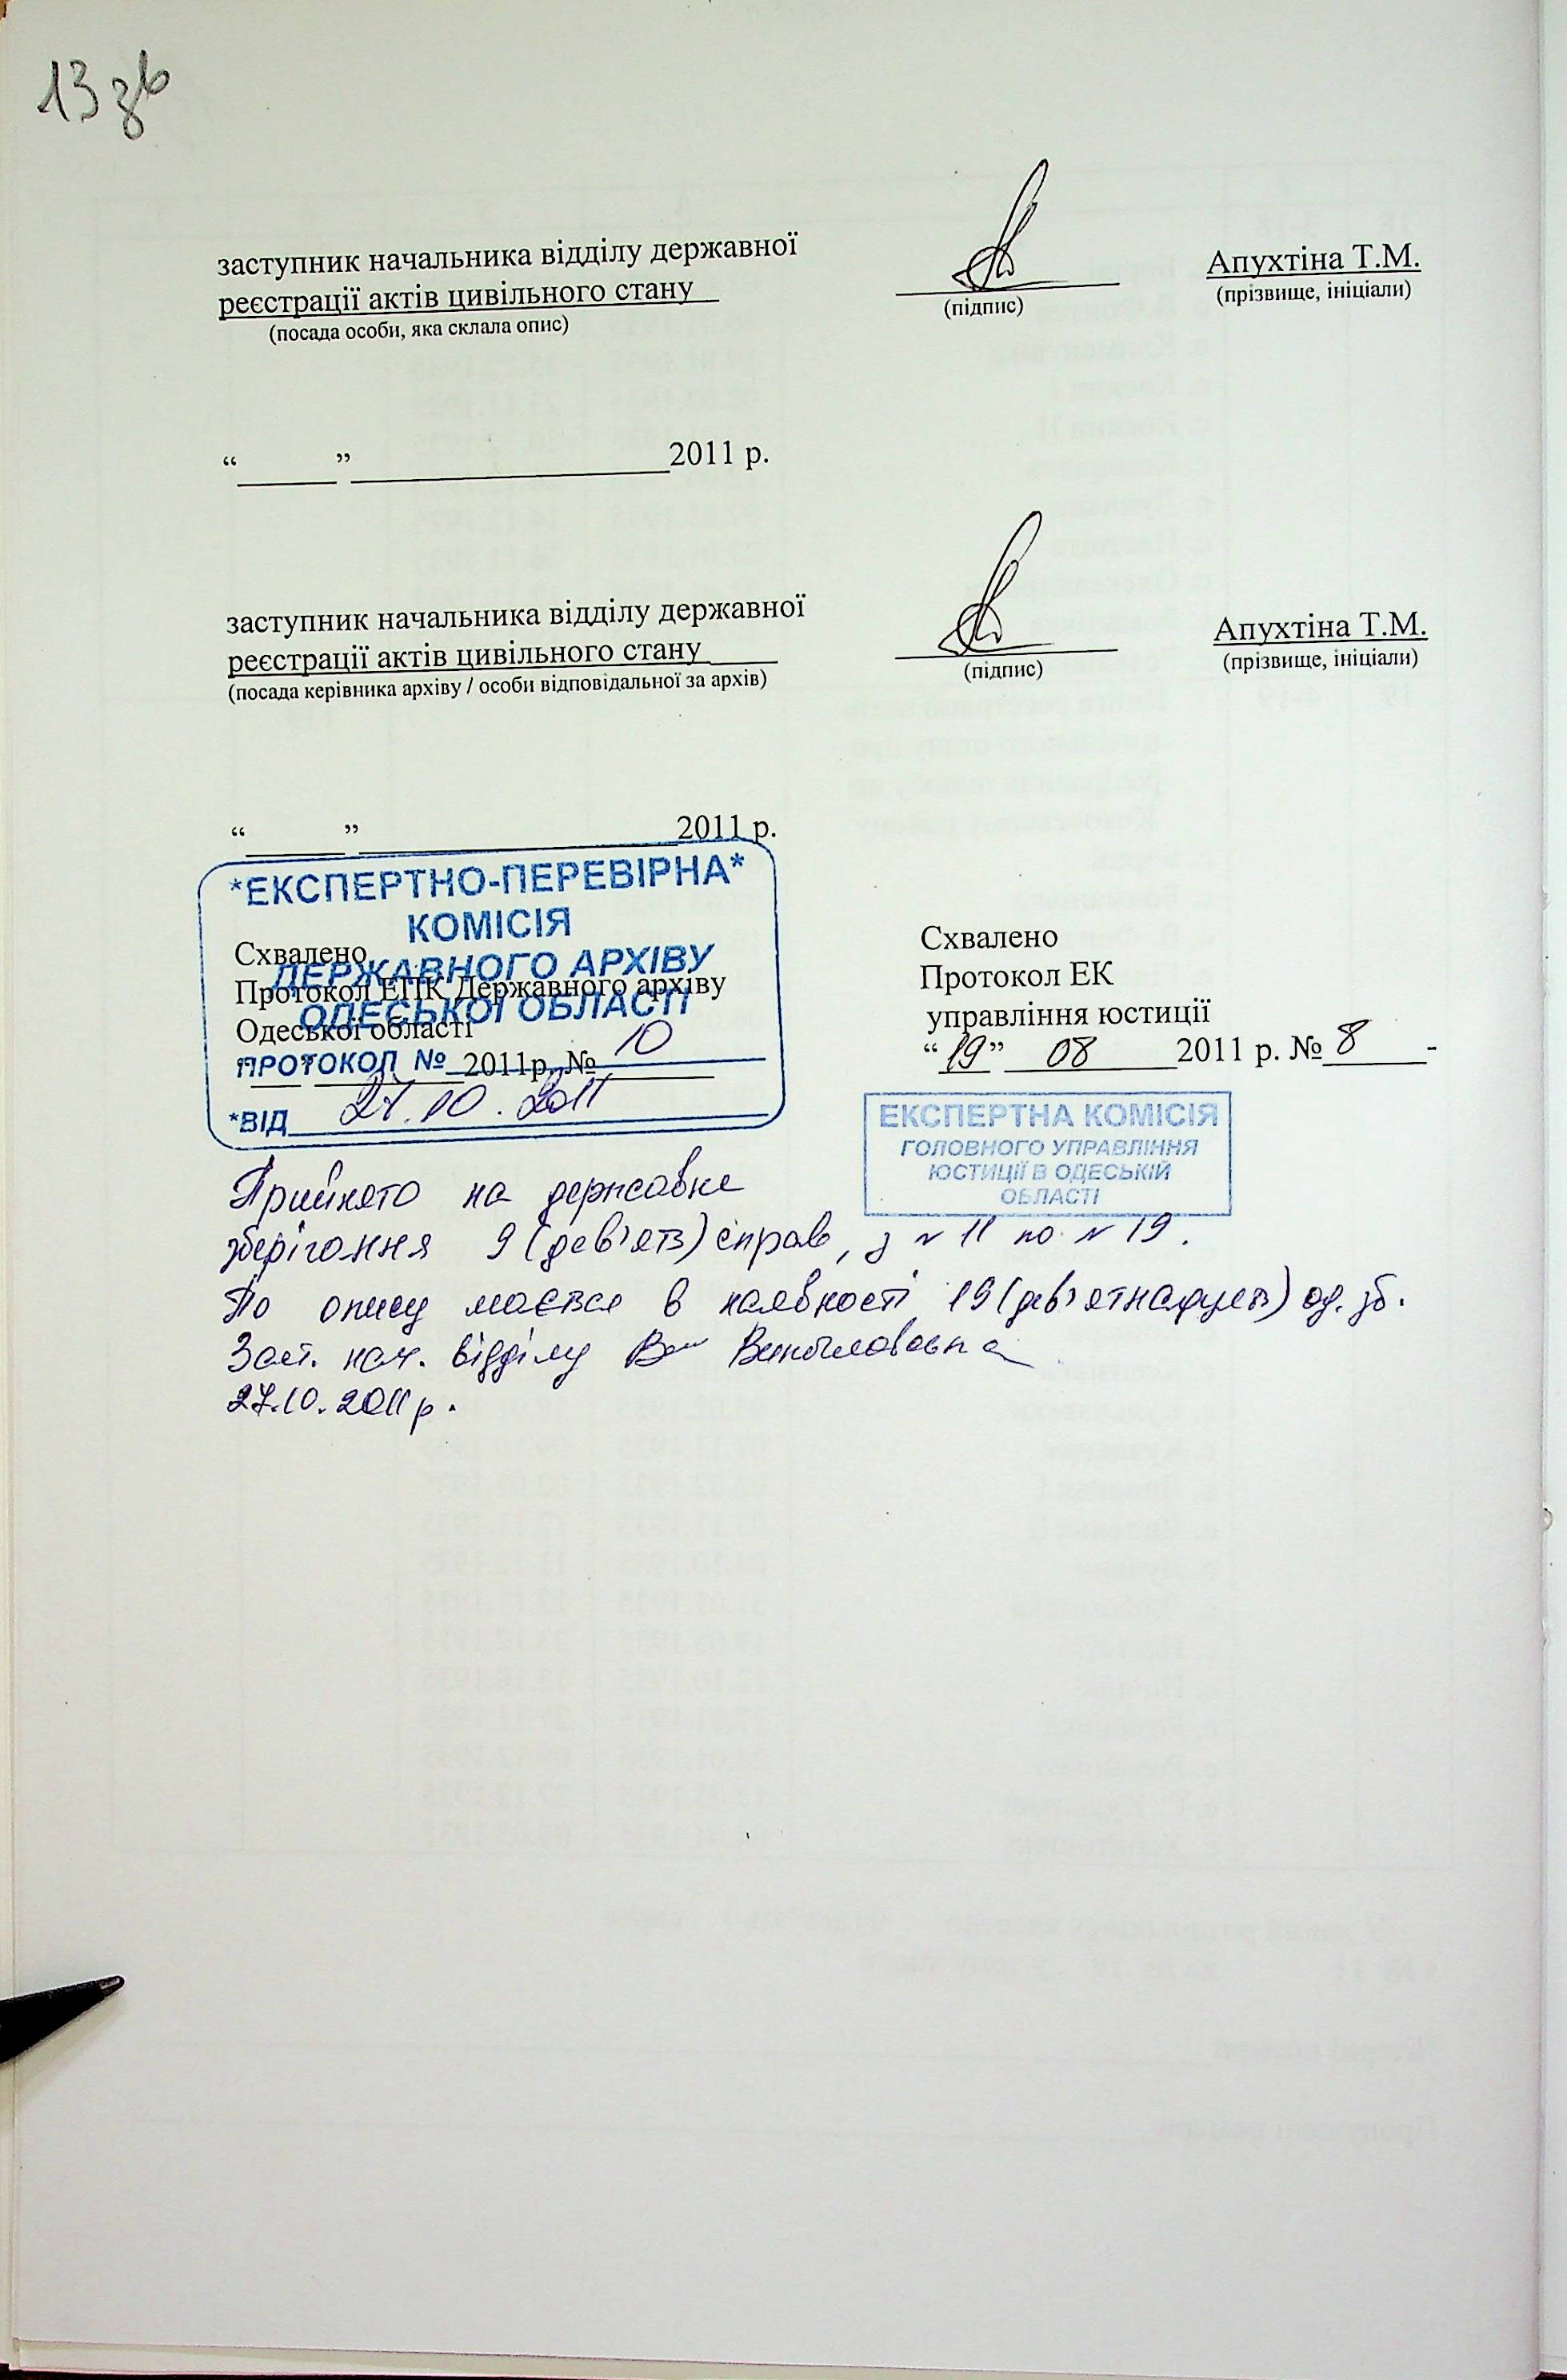 13 зв
заступник начальника відділу державної
реєстрації актів цивільного стану
(посада особи, яка склала опис)
(підпис)
Апухтіна Т.М.
(прізвище, ініціали)
“ ” 2011 р.
заступник начальника відділу державної
реєстрації актів цивільного стану
(посада керівника архіву / особи відповідальної за архів)
(підпис)
Апухтіна Т.М.
(прізвище, ініціали)
“ ” 2011 р.
*ЕКСПЕРТНО-ПЕРЕВІРНА*
КОМІСІЯ
ДЕРЖАВНОГО АРХІВУ
ОДЕСЬКОЇ ОБЛАСТІ
ПРОТОКОЛ № 10
*ВІД 27.10.2011
Схвалено
Протокол ЕПК Державного архіву
Одеської області
2011р. №
Схвалено
Протокол ЕК
управління юстиції
“19” 08 2011 р. № 8
ЕКСПЕРТНА КОМІСІЯ
ГОЛОВНОГО УПРАВЛІННЯ
ЮСТИЦІЇ В ОДЕСЬКІЙ
ОБЛАСТІ
Прийнято на державне
зберігання 9 (дев'ять) справ, з № 11 по № 19.
По опису мається в наявності 19 (дев'ятнадцять) од. зб.
Заст. нач. відділу
27.10.2011 р.